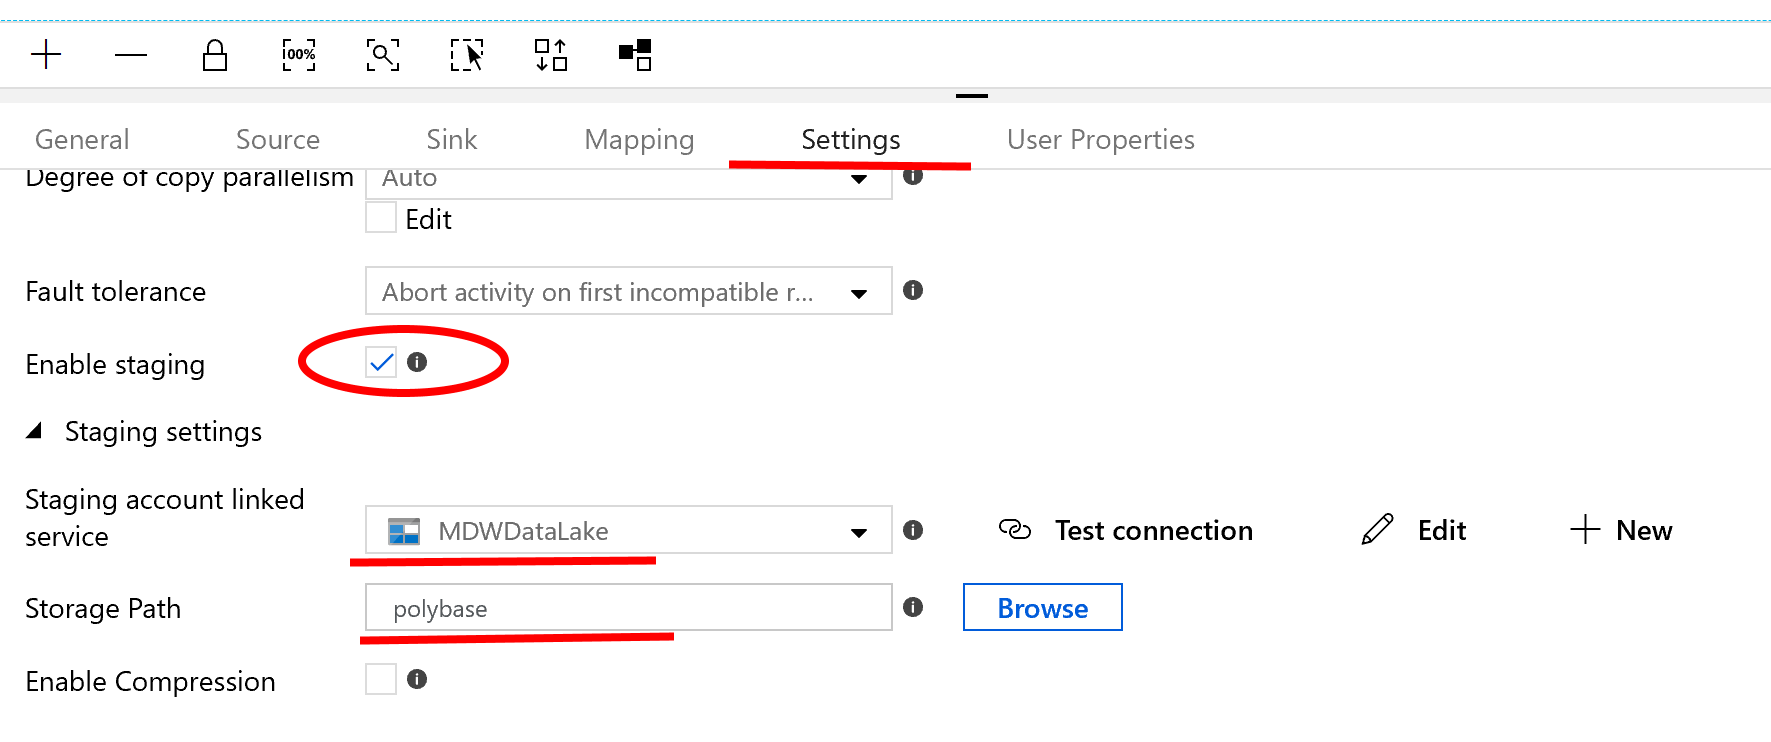 00%
General Source Sink Mapping Settings User Properties
Degree of copy parallelism Auto
Edit
Fault tolerance Abort activity on first incompatible r...
Enable staging
Staging settings
Staging account linked
service
MDWDataLake Test connection Edit New
Storage Path polybase Browse
Enable Compression